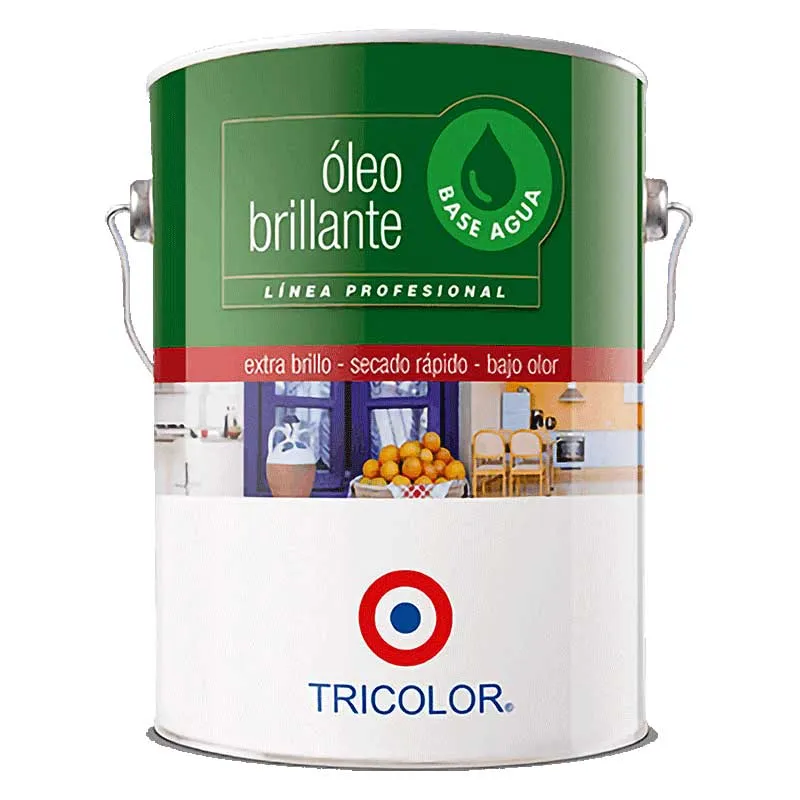 óleo
brillante
BASE AGUA
LÍNEA PROFESIONAL
extra brillo - secado rápido - bajo olor
TRICOLOR®